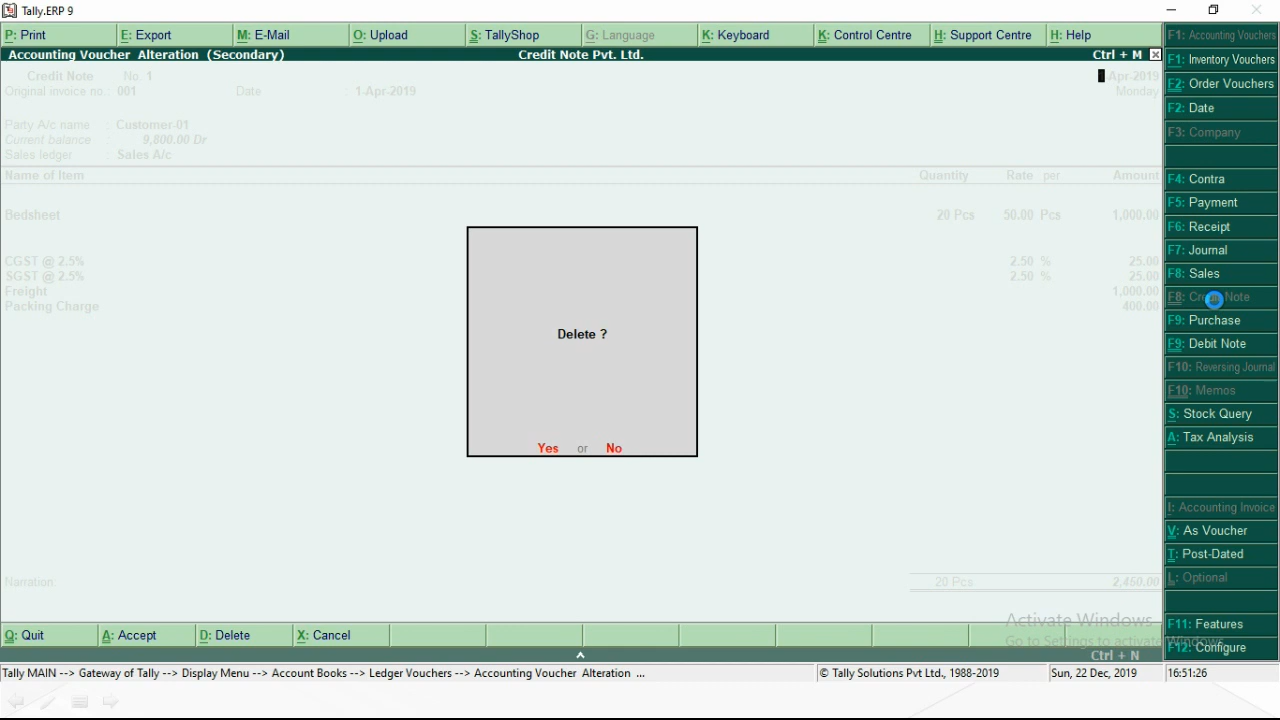 Tally.ERP 9
P: Print E: Export M: E-Mail O: Upload S: TallyShop G: Language K: Keyboard K: Control Centre H: Support Centre H: Help
Accounting Voucher Alteration (Secondary) Credit Note Pvt. Ltd. Ctrl + M
Credit Note No. 1 Apr-2019
Original invoice no.: 001 Date : 1-Apr-2019 Monday
Party A/c name : Customer-01
Current balance : 9,800.00 Dr
Sales ledger : Sales A/c
Name of Item Quantity Rate per Amount
Bedsheet 20 Pcs 50.00 Pcs 1,000.00
CGST @ 2.5% 2.50 % 25.00
SGST @ 2.5% 2.50 % 25.00
Freight 1,000.00
Packing Charge 400.00
Delete ?
Yes or No
Narration: 20 Pcs 2,450.00
F1: Accounting Vouchers
F1: Inventory Vouchers
F2: Order Vouchers
F2: Date
F3: Company
F4: Contra
F5: Payment
F6: Receipt
F7: Journal
F8: Sales
F8: Credit Note
F9: Purchase
F9: Debit Note
F10: Reversing Journal
F10: Memos
S: Stock Query
A: Tax Analysis
I: Accounting Invoice
V: As Voucher
T: Post-Dated
L: Optional
F11: Features
F12: Configure
Activate Windows
Go to Settings to activate Windows.
Q: Quit A: Accept D: Delete X: Cancel
Ctrl + N
Tally MAIN --> Gateway of Tally --> Display Menu --> Account Books --> Ledger Vouchers --> Accounting Voucher Alteration ... © Tally Solutions Pvt Ltd., 1988-2019 Sun, 22 Dec, 2019 16:51:26